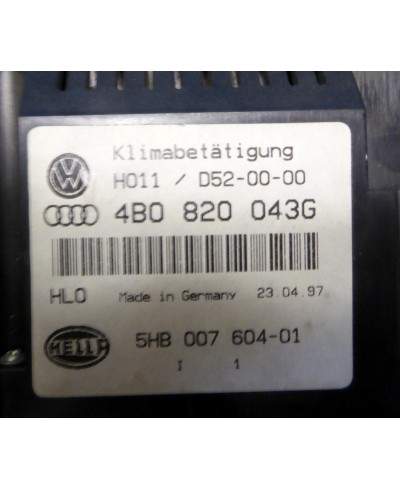 Klimabetätigung
H011 / D52-00-00
4B0 820 043G
HLO Made in Germany 23.04.97
HELLA 5HB 007 604-01
I 1